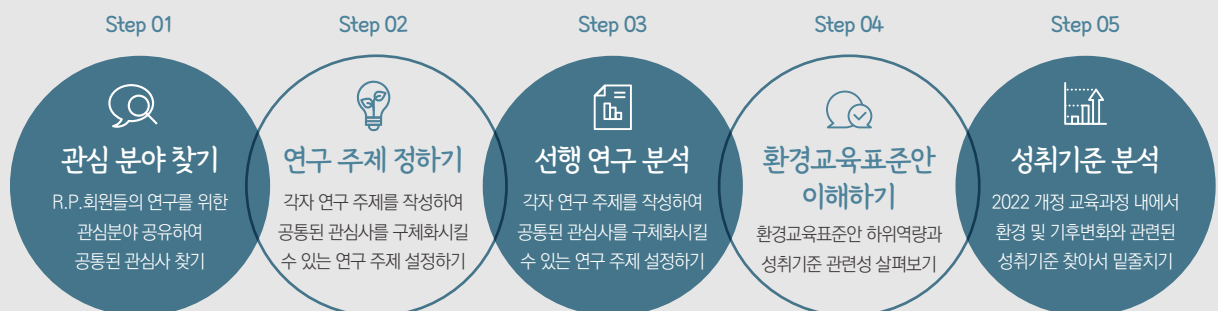 Step 01
관심 분야 찾기
R.P.회원들의 연구를 위한
관심분야 공유하여
공통된 관심사 찾기
Step 02
연구 주제 정하기
각자 연구 주제를 작성하여
공통된 관심사를 구체화시킬
수 있는 연구 주제 설정하기
Step 03
선행 연구 분석
각자 연구 주제를 작성하여
공통된 관심사를 구체화시킬
수 있는 연구 주제 설정하기
Step 04
환경교육표준안
이해하기
환경교육표준안 하위역량과
성취기준 관련성 살펴보기
Step 05
성취기준 분석
2022 개정 교육과정 내에서
환경 및 기후변화와 관련된
성취기준 찾아서 밑줄치기